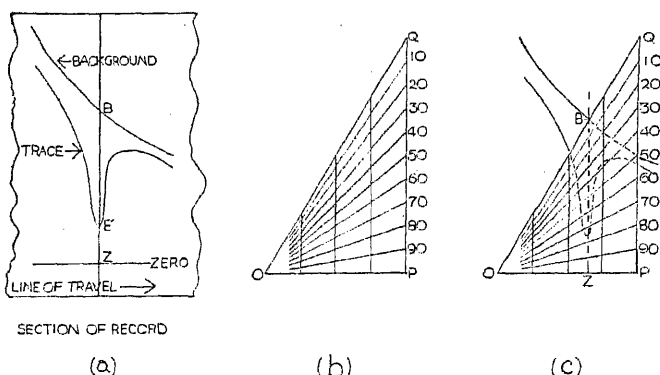 BACKGROUND
B
TRACE
E'
Z
ZERO
LINE OF TRAVEL
SECTION OF RECORD
(a)
Q
10
20
30
40
50
60
70
80
90
O
P
(b)
Q
10
20
30
B
40
50
60
70
80
90
O
Z
P
(c)